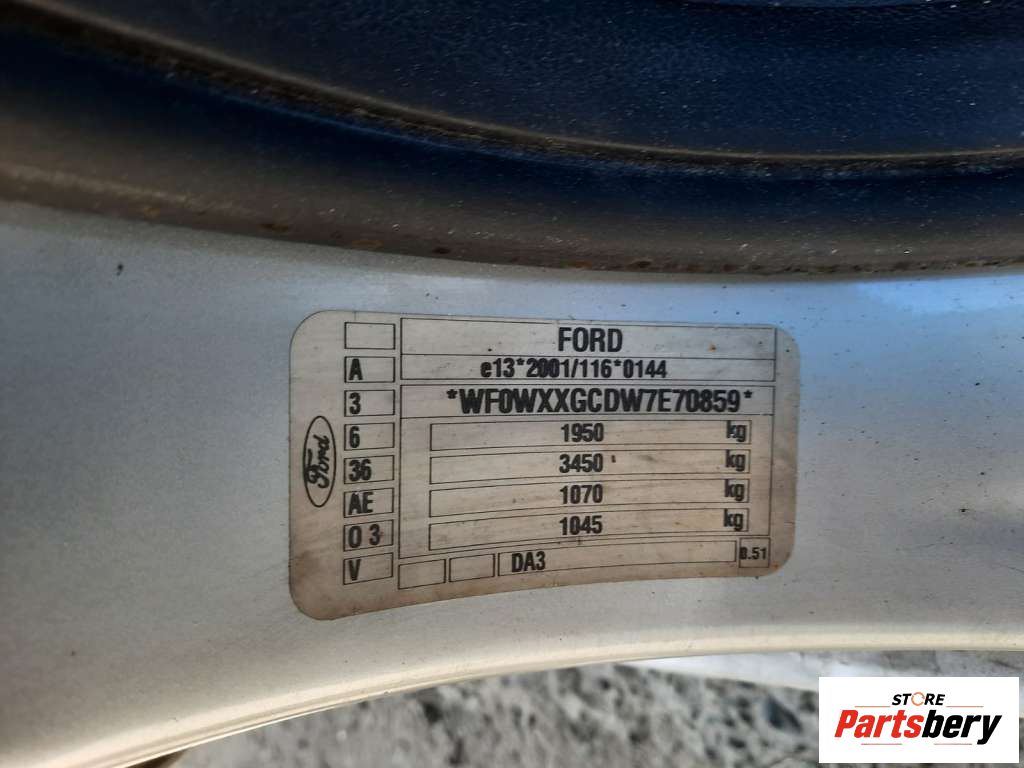 FORD
A e13*2001/116*0144
3 *WF0WXXGCDW7E70859*
6 1950 kg
36 3450 kg
AE 1070 kg
O 3 1045 kg
V DA3 0.51
Ford
STORE
Partsbery